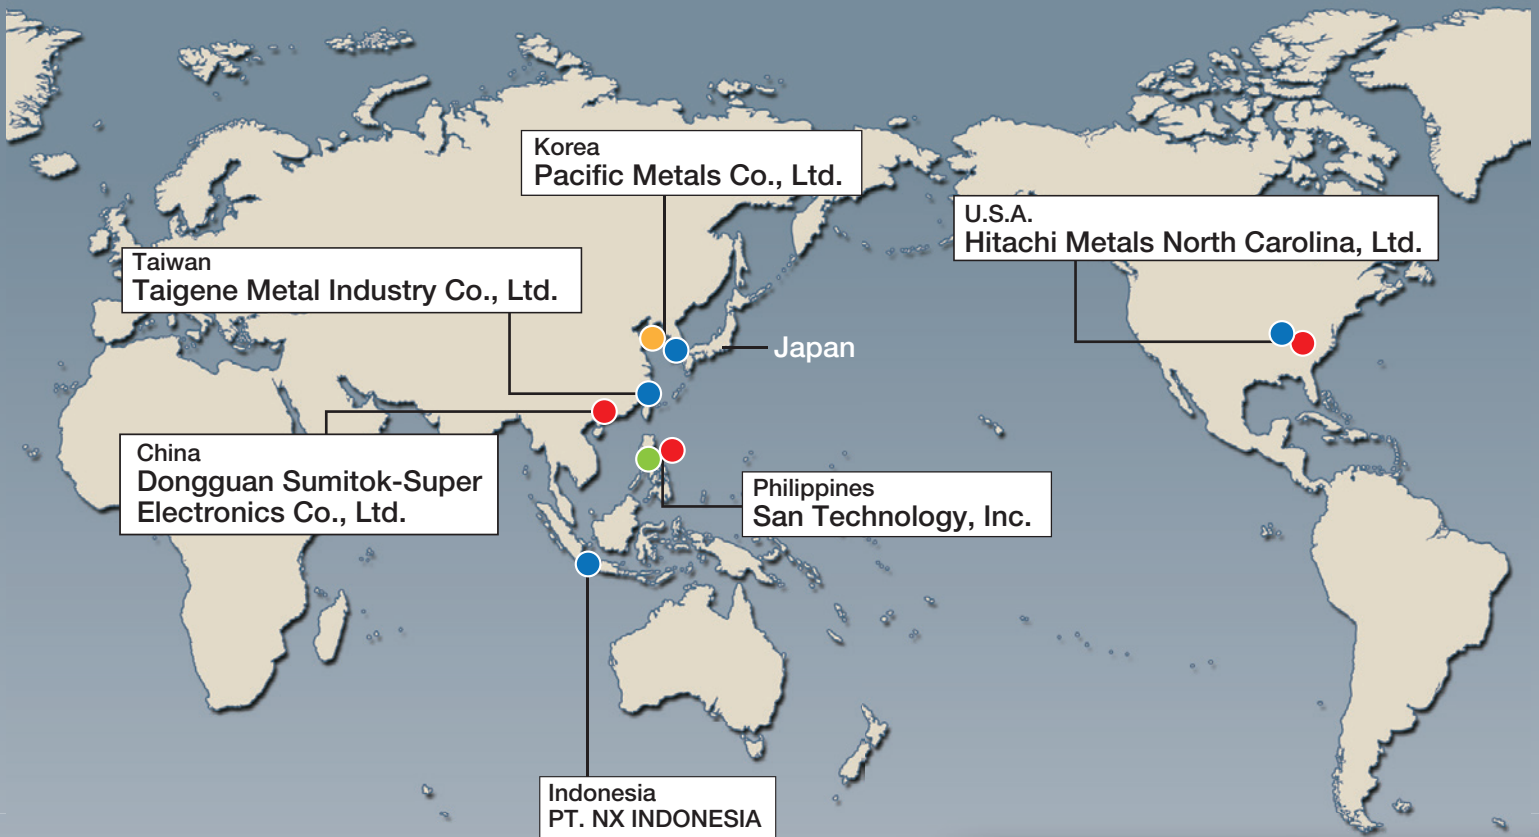 Korea
Pacific Metals Co., Ltd.
U.S.A.
Hitachi Metals North Carolina, Ltd.
Taiwan
Taigene Metal Industry Co., Ltd.
Japan
China
Dongguan Sumitok-Super
Electronics Co., Ltd.
Philippines
San Technology, Inc.
Indonesia
PT. NX INDONESIA